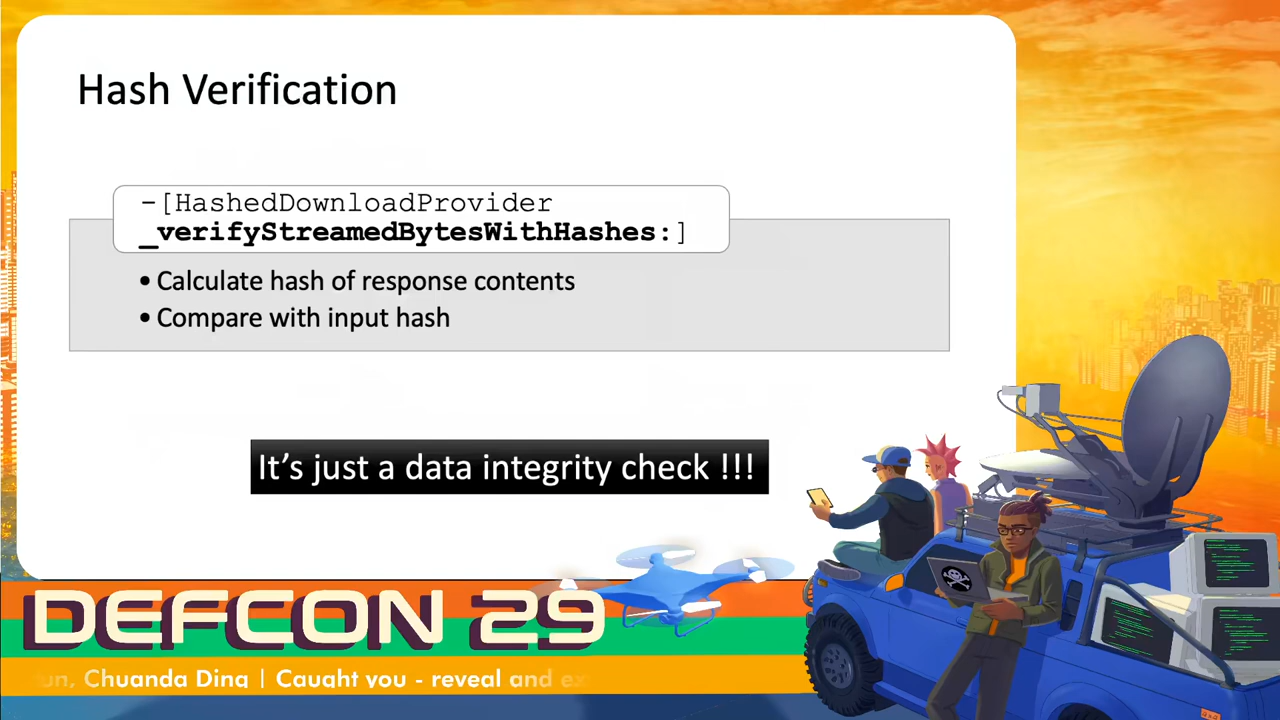 Hash Verification
-[HashedDownloadProvider
_verifyStreamedBytesWithHashes:]
• Calculate hash of response contents
• Compare with input hash
It's just a data integrity check !!!
DEFCON 29
Chuanda Ding | Caught you - reveal and